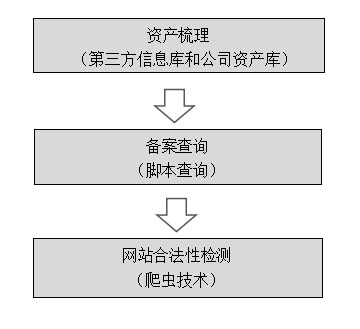 资产梳理
（第三方信息库和公司资产库）
备案查询
（脚本查询）
网站合法性检测
（爬虫技术）